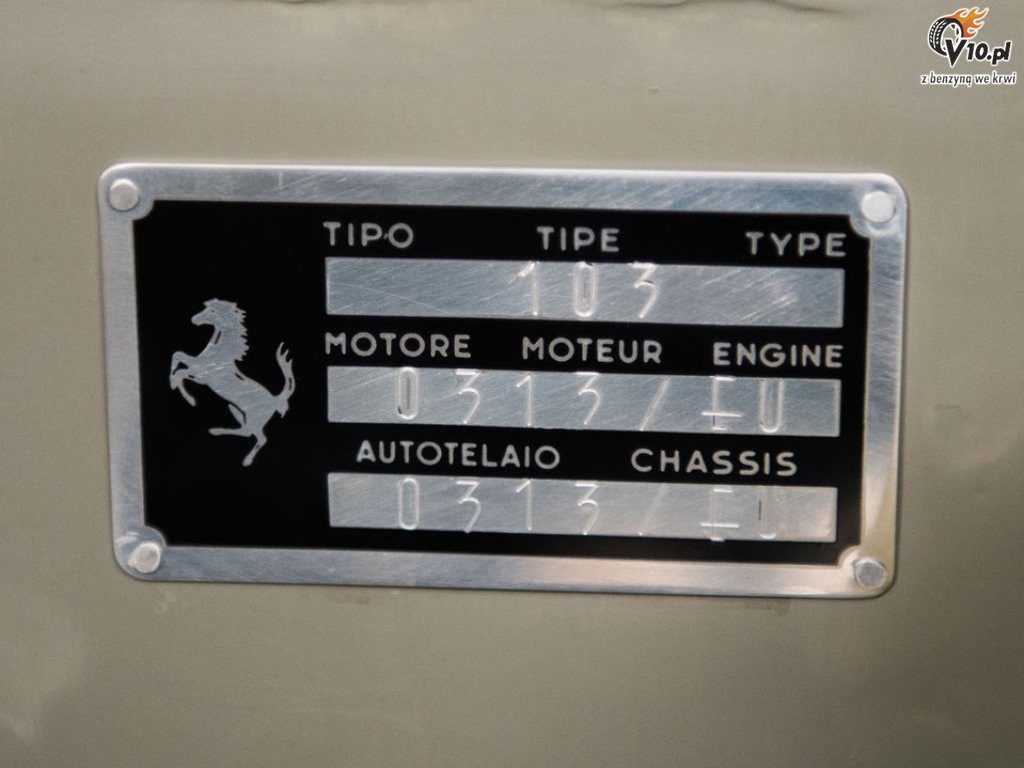 V10.pl
z benzyną we krwi
TIPO TIPE TYPE
103
MOTORE MOTEUR ENGINE
0313/EU
AUTOTELAIO CHASSIS
0313/EU